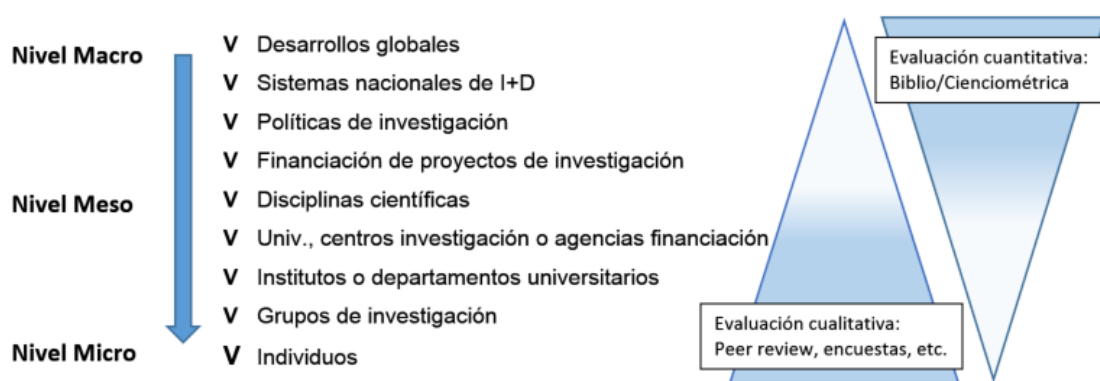 Nivel Macro
V Desarrollos globales
V Sistemas nacionales de I+D
V Políticas de investigación
V Financiación de proyectos de investigación
Nivel Meso
V Disciplinas científicas
V Univ., centros investigación o agencias financiación
V Institutos o departamentos universitarios
V Grupos de investigación
Nivel Micro
V Individuos
Evaluación cuantitativa:
Biblio/Cienciométrica
Evaluación cualitativa:
Peer review, encuestas, etc.